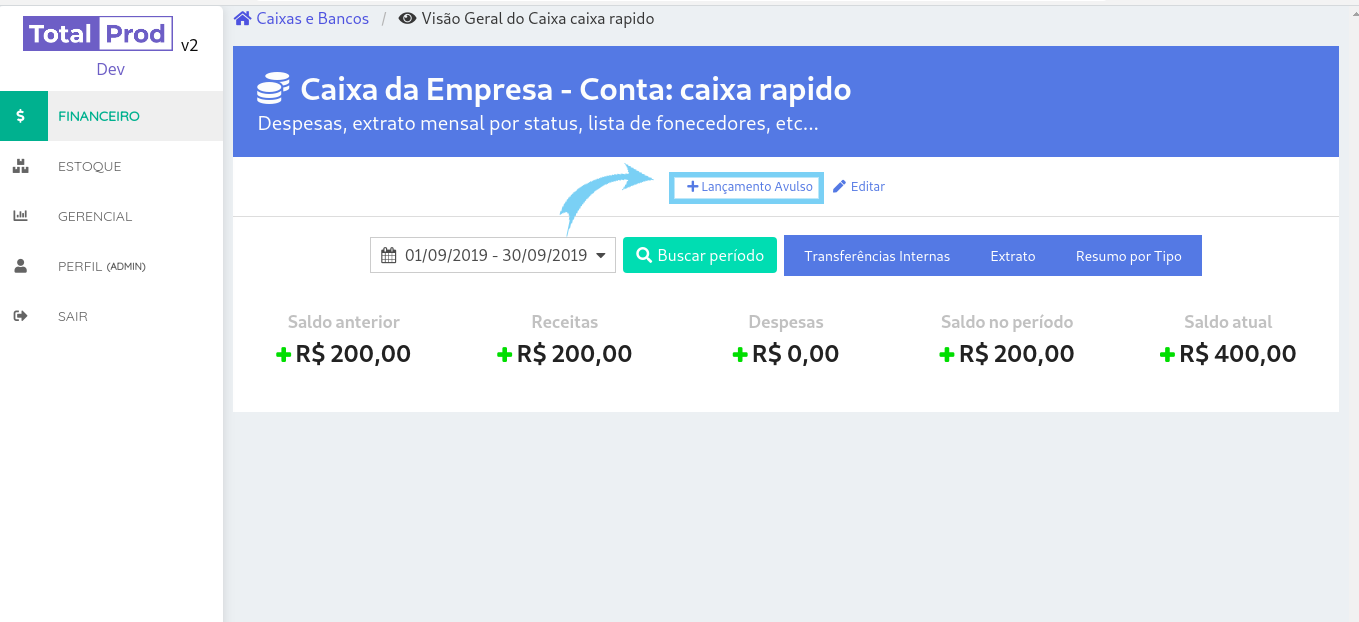 Total Prod v2
Dev
FINANCEIRO
ESTOQUE
GERENCIAL
PERFIL (ADMIN)
SAIR
Caixas e Bancos / Visão Geral do Caixa caixa rapido
Caixa da Empresa - Conta: caixa rapido
Despesas, extrato mensal por status, lista de fonecedores, etc...
+ Lançamento Avulso Editar
01/09/2019 - 30/09/2019 Buscar período Transferências Internas Extrato Resumo por Tipo
Saldo anterior Receitas Despesas Saldo no período Saldo atual
+ R$ 200,00 + R$ 200,00 + R$ 0,00 + R$ 200,00 + R$ 400,00